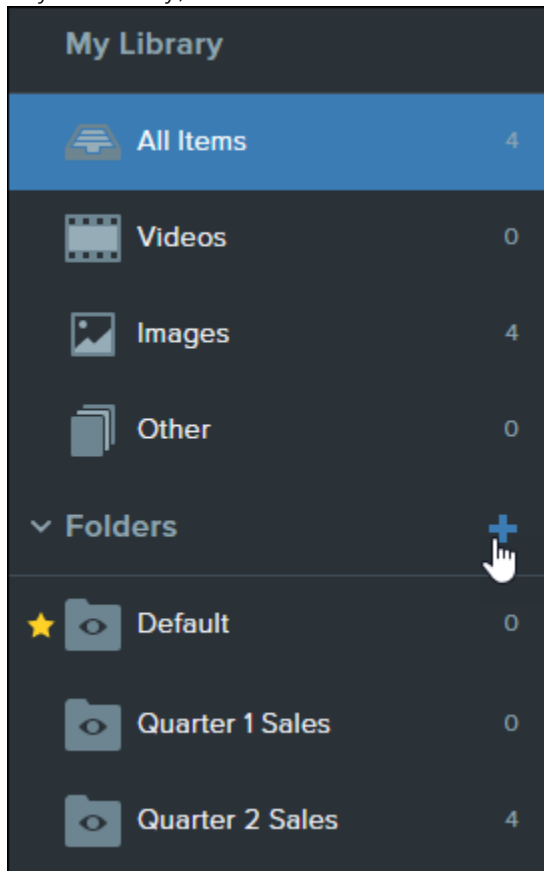 My Library
All Items 4
Videos 0
Images 4
Other 0
Folders
Default 0
Quarter 1 Sales 0
Quarter 2 Sales 4